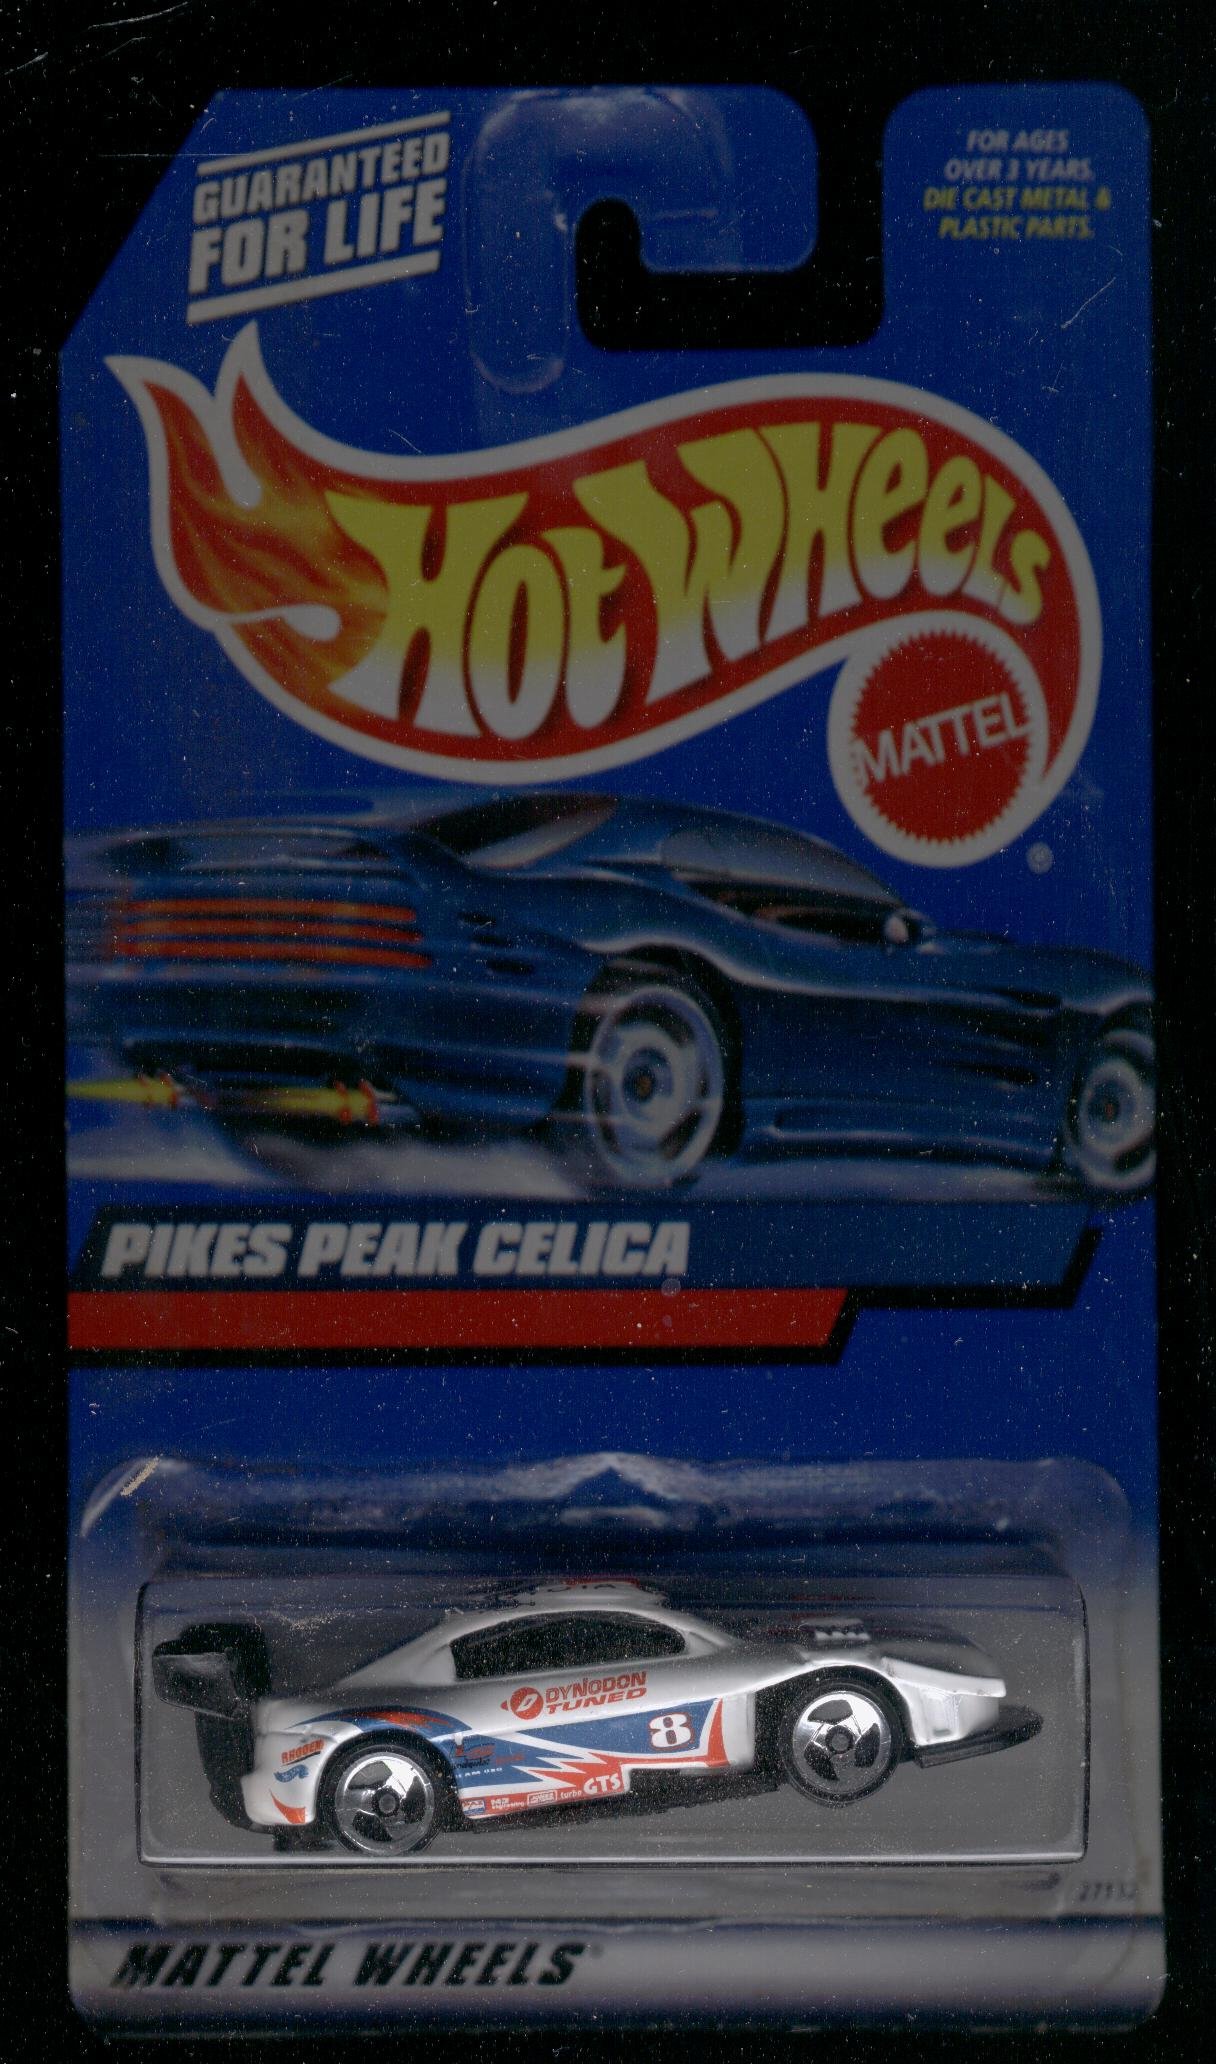 GUARANTEED
FOR LIFE
FOR AGES
OVER 3 YEARS.
DIE CAST METAL &
PLASTIC PARTS.
HOT WHEELS
MATTEL
®
PIKES PEAK CELICA
DYNODON
TUNED
8
RHODEN
turbo GTS
27132
MATTEL WHEELS